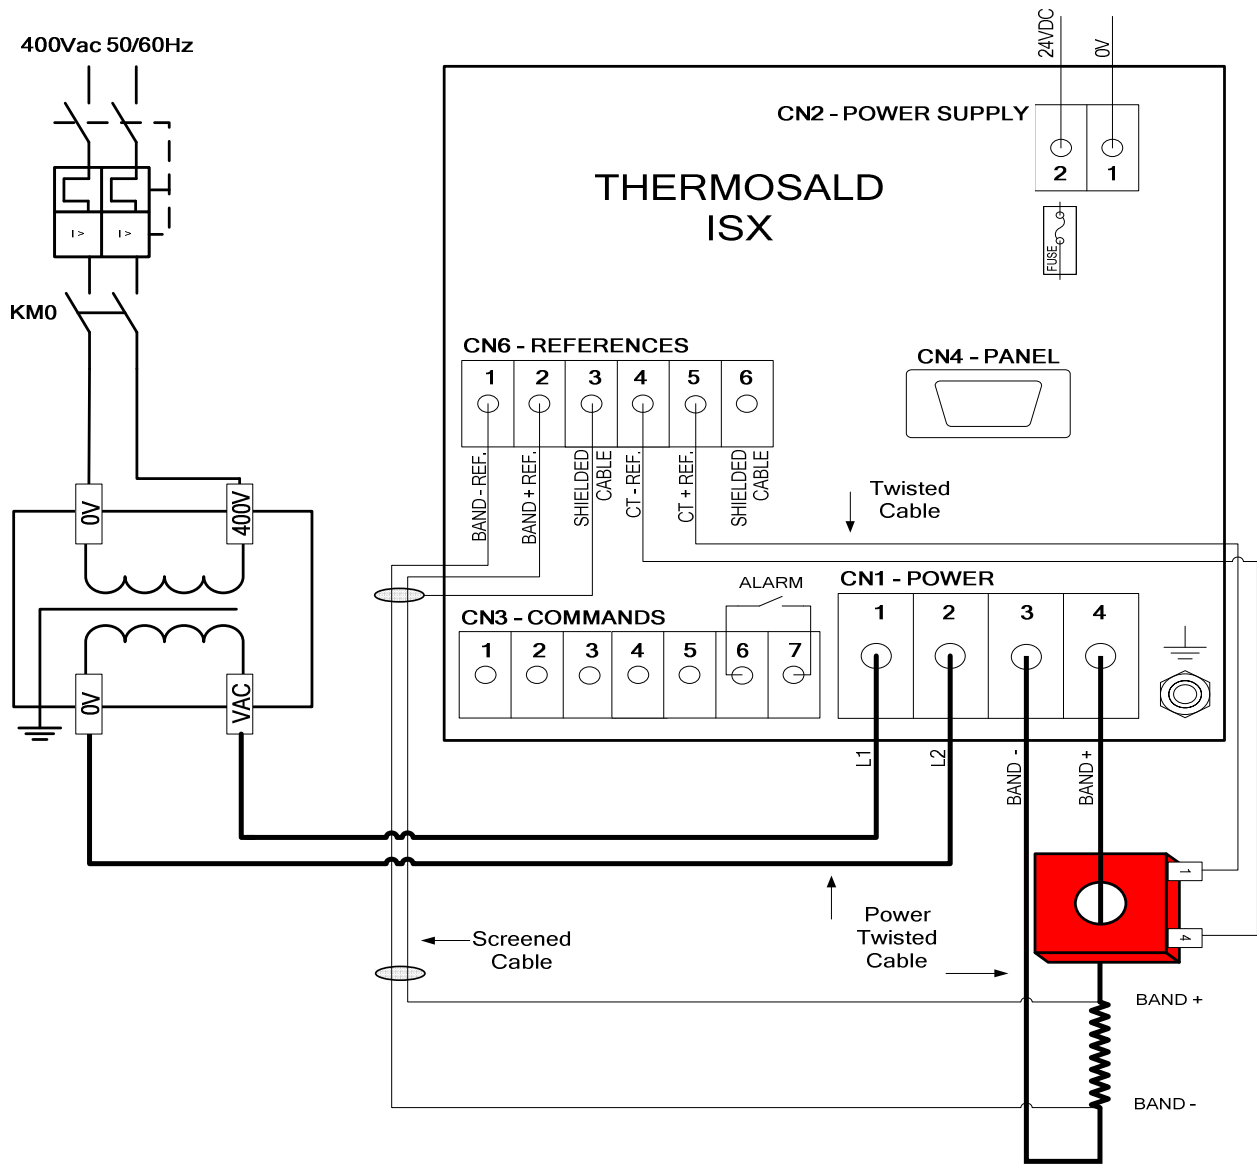 400Vac 50/60Hz
24VDC
0V
CN2 - POWER SUPPLY
2
1
THERMOSALD
ISX
FUSE
I >
I >
KM0
CN6 - REFERENCES
1
2
3
4
5
6
CN4 - PANEL
BAND - REF.
BAND + REF.
SHIELDED
CABLE
CT - REF.
CT + REF.
SHIELDED
CABLE
Twisted
Cable
0V
400V
ALARM
CN1 - POWER
1
2
3
4
CN3 - COMMANDS
1
2
3
4
5
6
7
0V
VAC
L1
L2
BAND -
BAND +
1
4
Power
Twisted
Cable
Screened
Cable
BAND +
BAND -